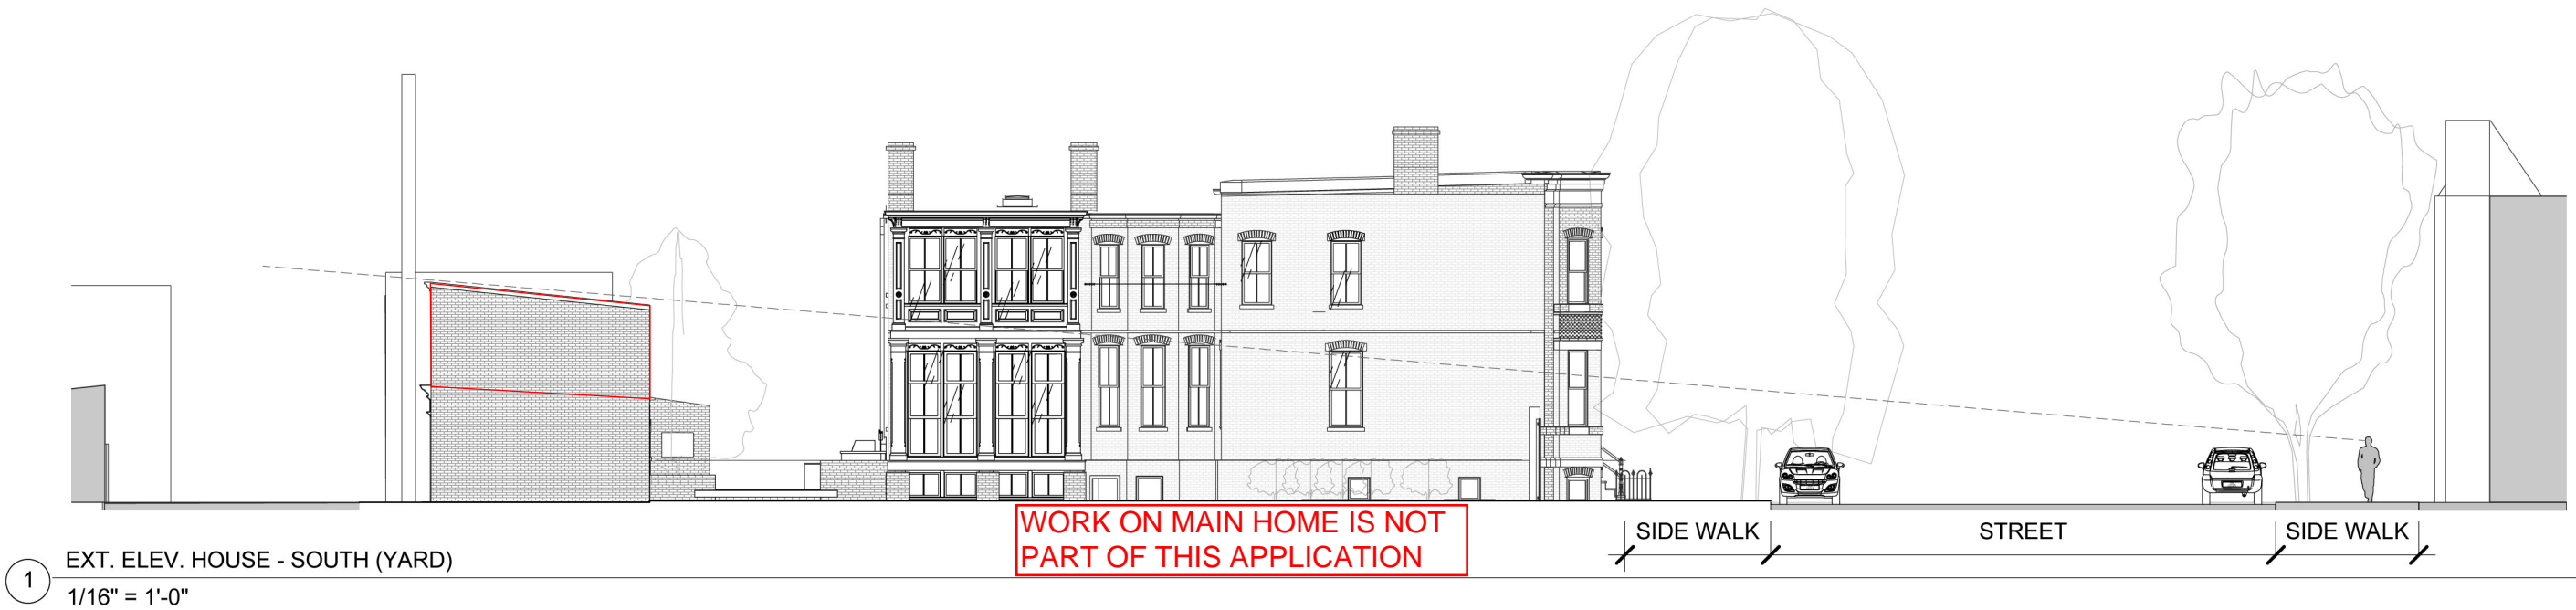 WORK ON MAIN HOME IS NOT
PART OF THIS APPLICATION
SIDE WALK
STREET
SIDE WALK
1
EXT. ELEV. HOUSE - SOUTH (YARD)
1/16" = 1'-0"